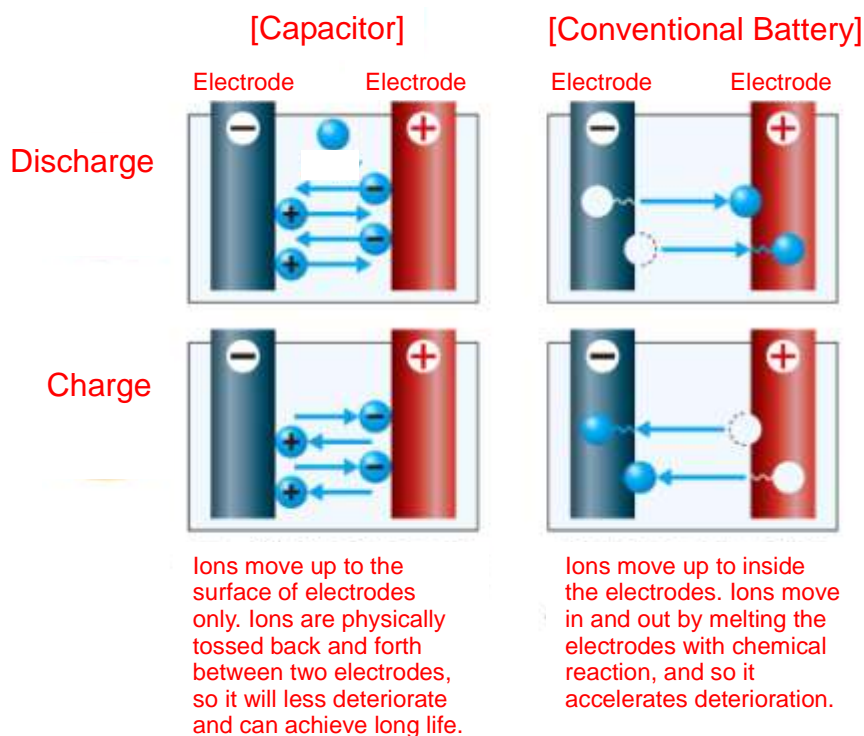 [Capacitor]
[Conventional Battery]
Electrode
Electrode
Electrode
Electrode
Discharge
−
+
−
+
−
+
−
+
Charge
−
+
−
+
−
+
−
+
Ions move up to the
surface of electrodes
only. Ions are physically
tossed back and forth
between two electrodes,
so it will less deteriorate
and can achieve long life.
Ions move up to inside
the electrodes. Ions move
in and out by melting the
electrodes with chemical
reaction, and so it
accelerates deterioration.